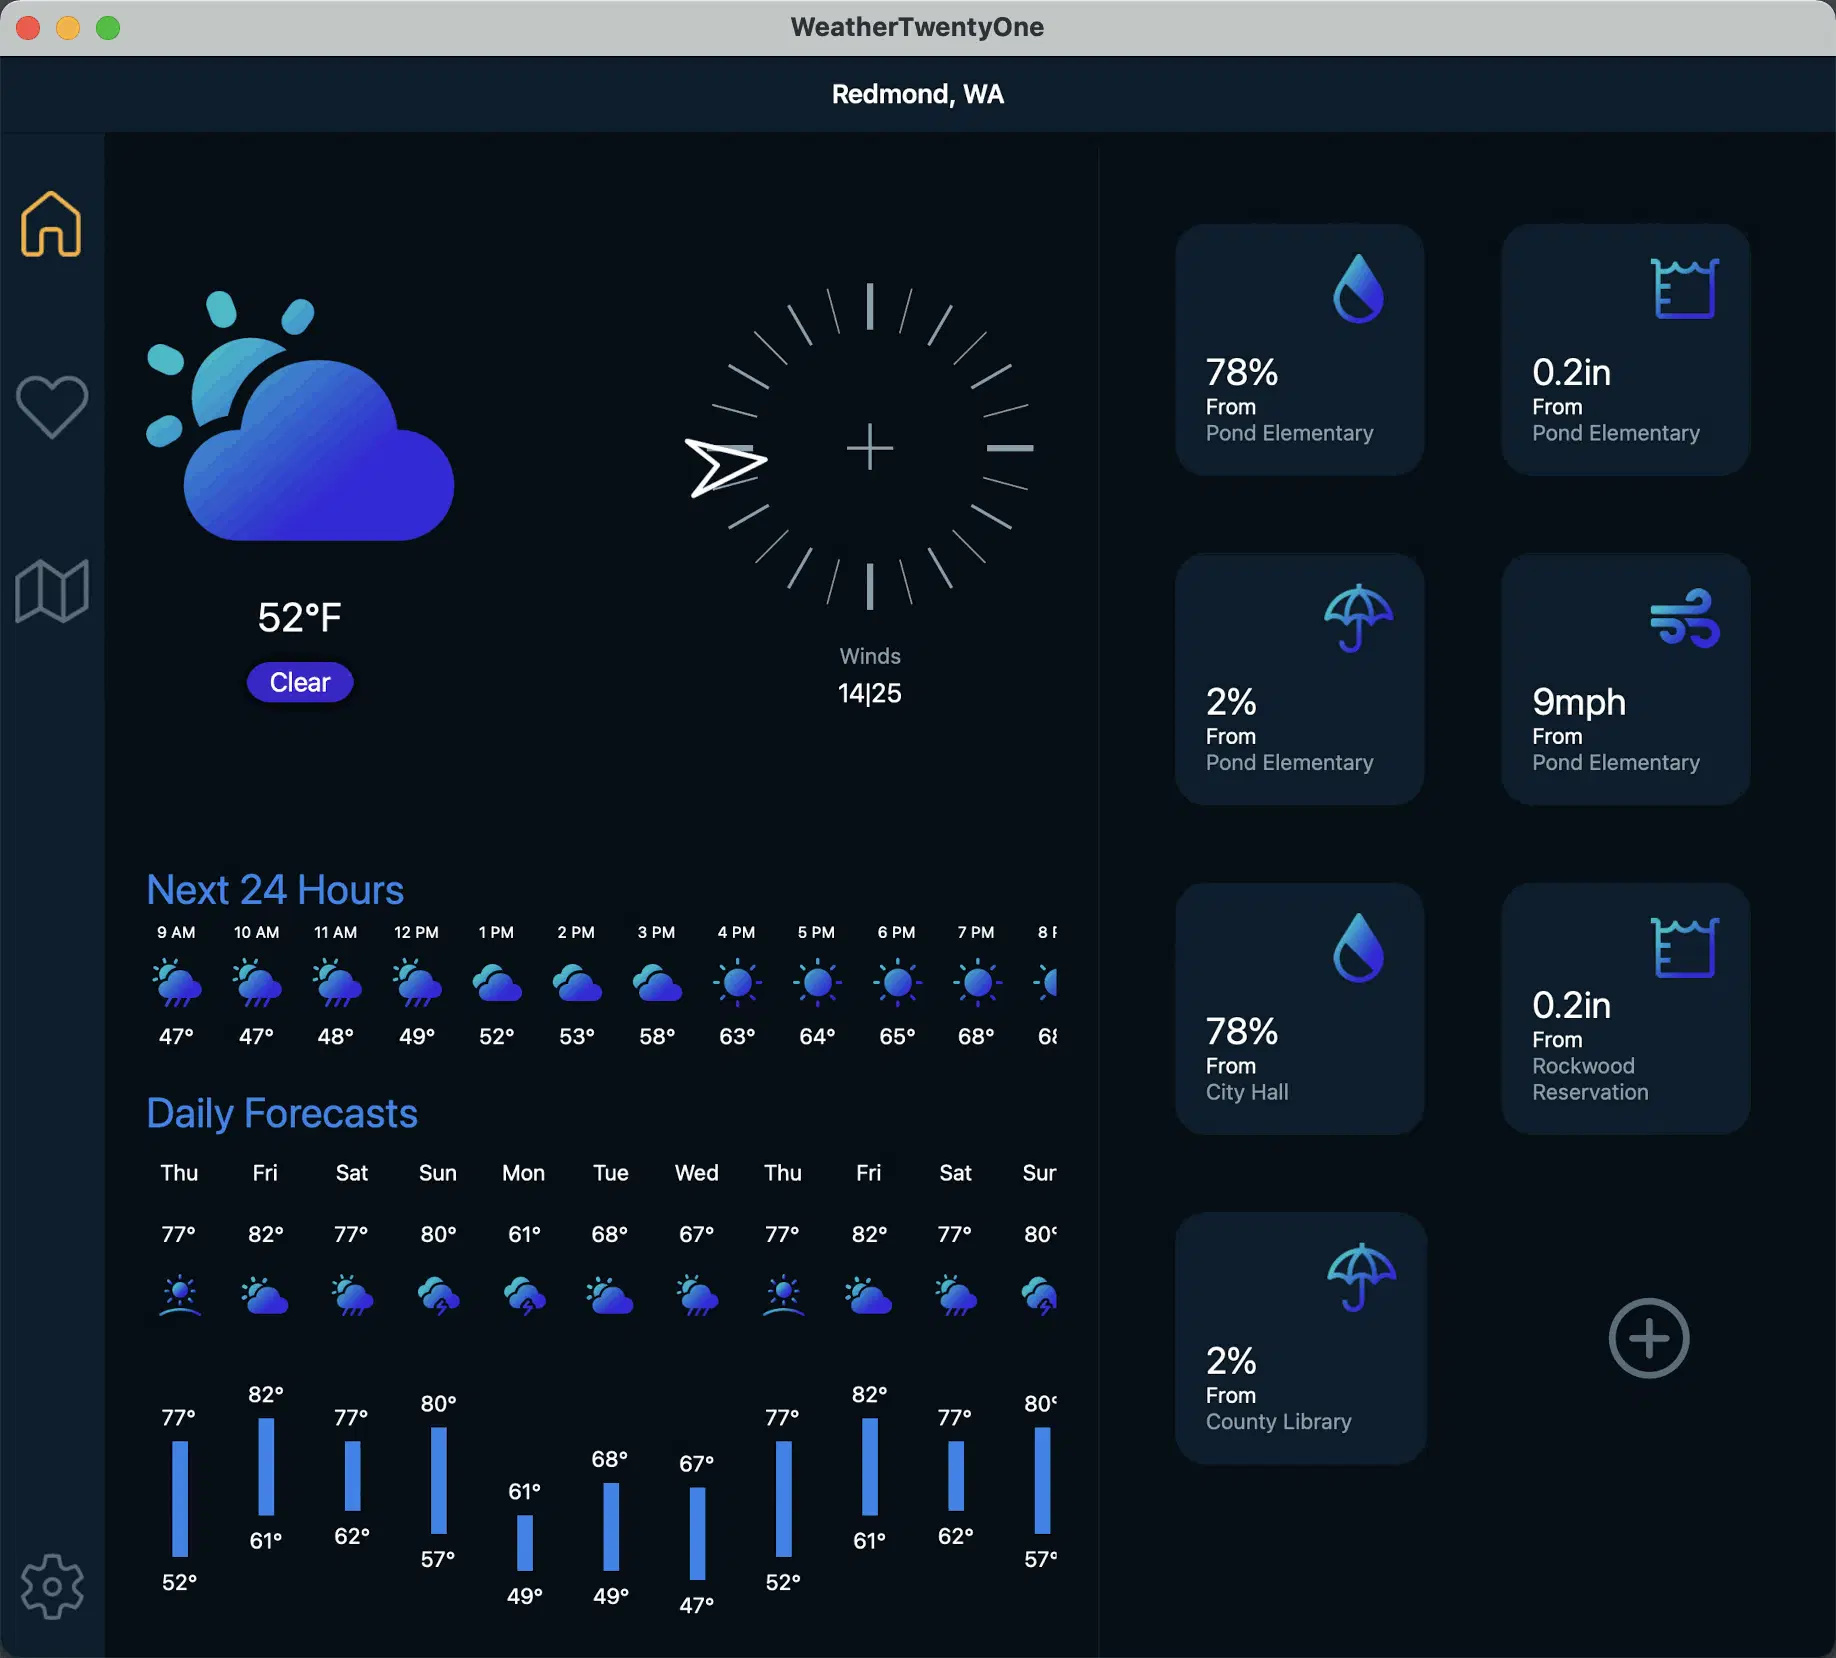 WeatherTwentyOne
Redmond, WA
52°F
Clear
Winds
14|25
Next 24 Hours
9 AM 10 AM 11 AM 12 PM 1 PM 2 PM 3 PM 4 PM 5 PM 6 PM 7 PM 8
47° 47° 48° 49° 52° 53° 58° 63° 64° 65° 68°
Daily Forecasts
Thu Fri Sat Sun Mon Tue Wed Thu Fri Sat Sun
77° 82° 77° 80° 61° 68° 67° 77° 82° 77° 80°
77° 82° 77° 80° 61° 68° 67° 77° 82° 77° 80°
52° 61° 62° 57° 49° 49° 47° 52° 61° 62° 57°
78%
From
Pond Elementary
0.2in
From
Pond Elementary
2%
From
Pond Elementary
9mph
From
Pond Elementary
78%
From
City Hall
0.2in
From
Rockwood
Reservation
2%
From
County Library